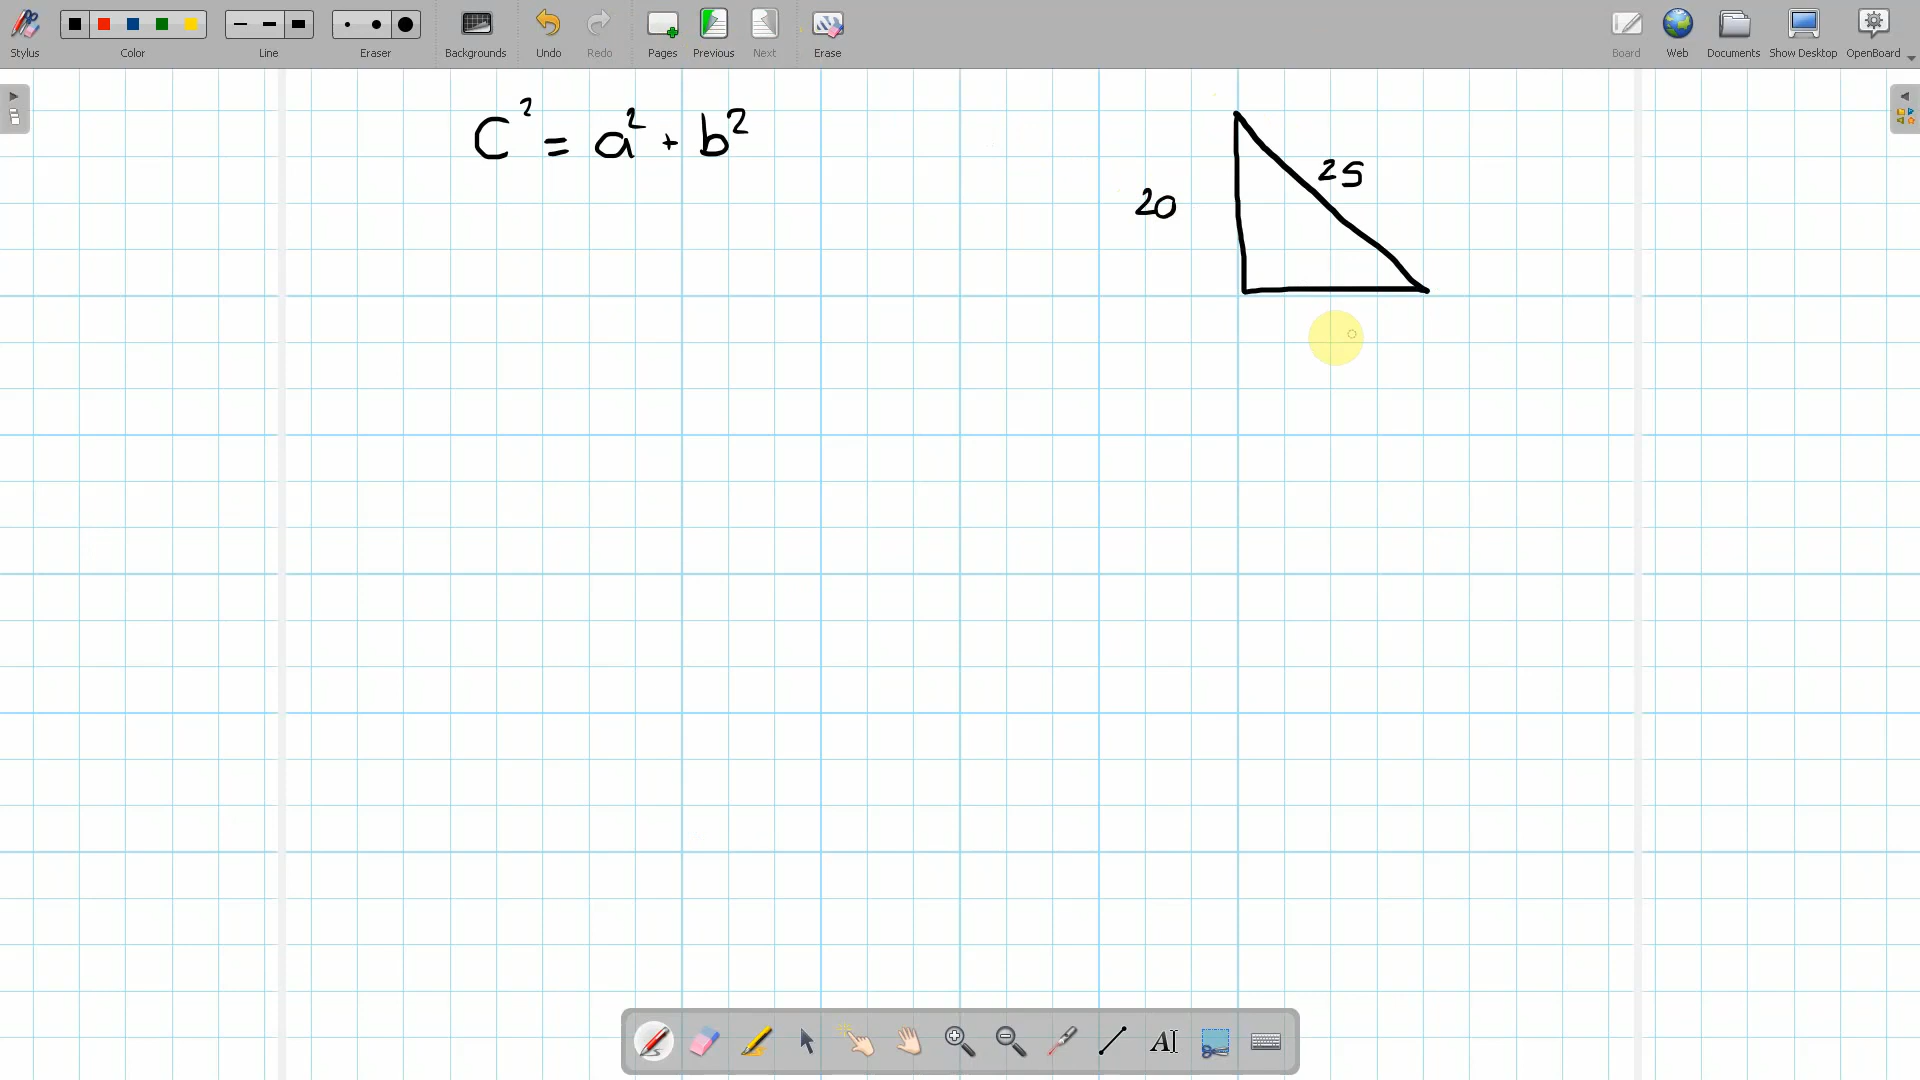 Stylus
Color
Line
Eraser
Backgrounds
Undo
Redo
Pages
Previous
Next
Erase
Board
Web
Documents
Show Desktop
OpenBoard
C² = a² + b²
25
20